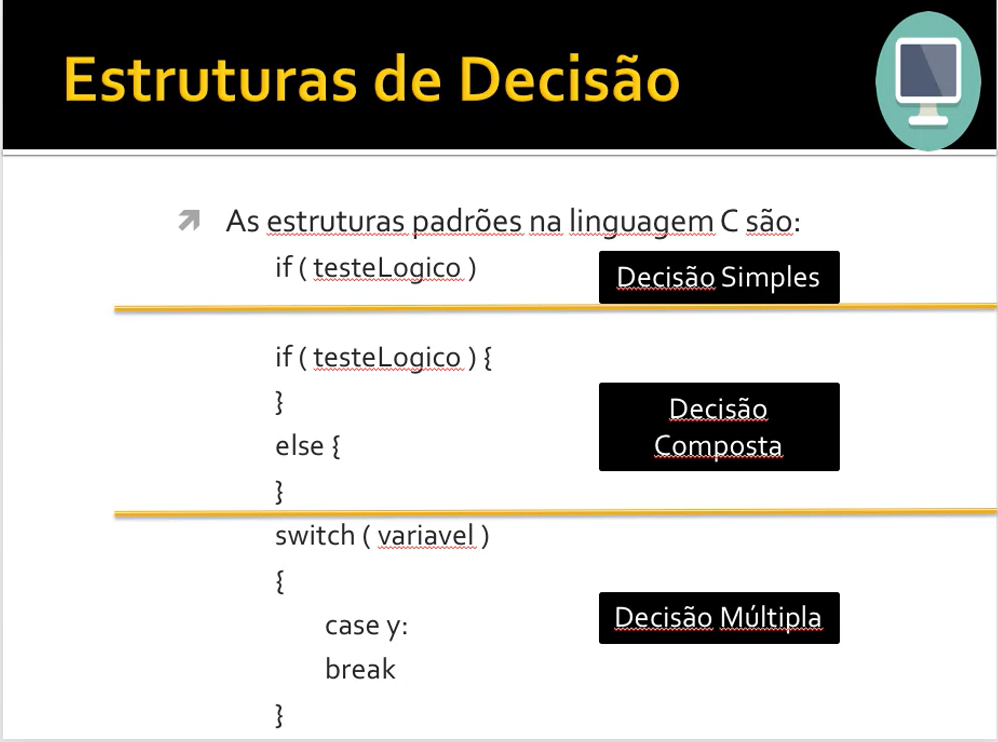 Estruturas de Decisão
As estruturas padrões na linguagem C são:
if ( testeLogico )
Decisão Simples
if ( testeLogico ) {
}
else {
}
Decisão
Composta
switch ( variavel )
{
case y:
break
}
Decisão Múltipla